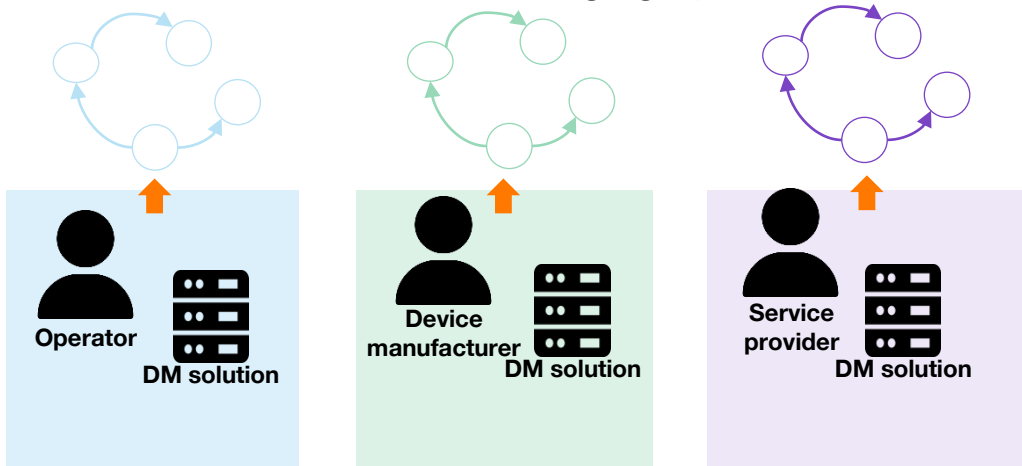 Operator
DM solution
Device
manufacturer
DM solution
Service
provider
DM solution